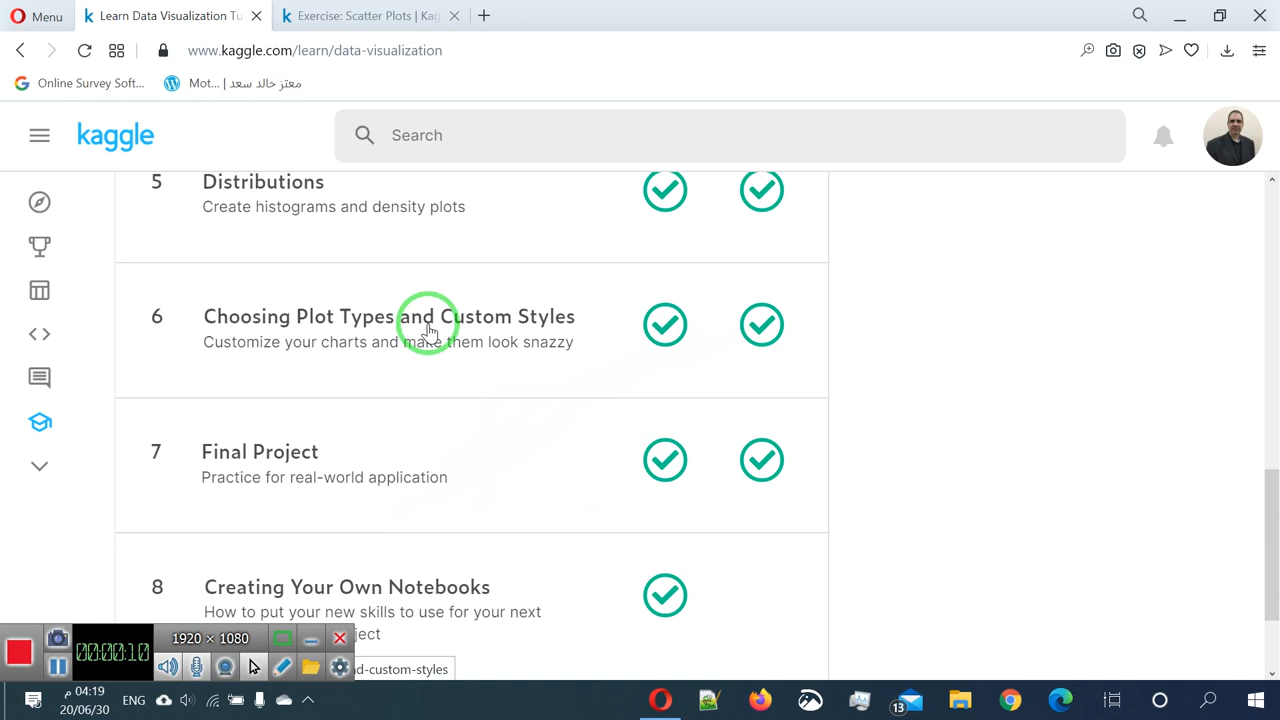 Menu
Learn Data Visualization Tu
Exercise: Scatter Plots | Kag
www.kaggle.com/learn/data-visualization
Online Survey Soft...
Mot... | معتز خالد سعد
kaggle
Search
5 Distributions
Create histograms and density plots
6 Choosing Plot Types and Custom Styles
Customize your charts and make them look snazzy
7 Final Project
Practice for real-world application
8 Creating Your Own Notebooks
How to put your new skills to use for your next
ject
1920 × 1080
00:00:10
d-custom-styles
04:19 م
20/06/30
ENG
13